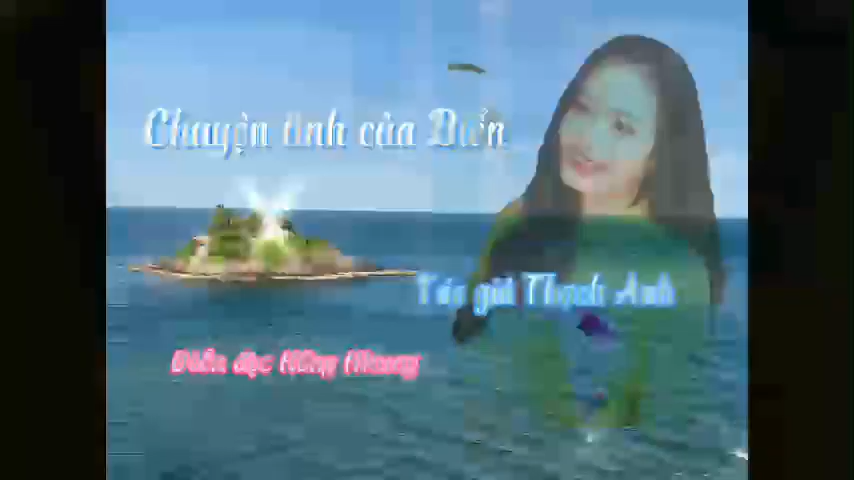 Chuyện tình của Biển
Tác giả Thạch Anh
Diễn đọc Hồng Nhung